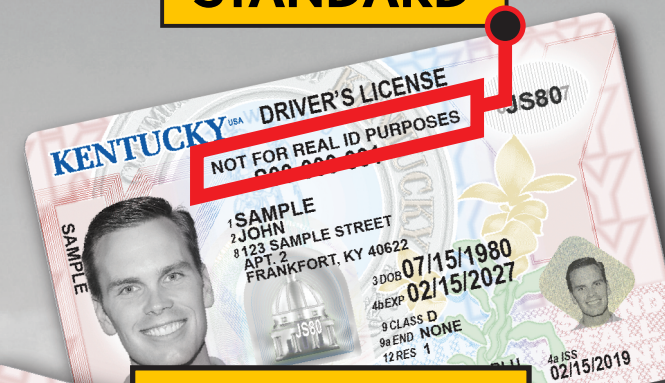 STANDARD
KENTUCKY USA DRIVER'S LICENSE
NOT FOR REAL ID PURPOSES
JS807
SAMPLE
1 SAMPLE
2 JOHN
8 123 SAMPLE STREET
APT. 2
FRANKFORT, KY 40622
3 DOB 07/15/1980
4b EXP 02/15/2027
9 CLASS D
9a END NONE
12 RES 1
JS80
4a ISS
02/15/2019